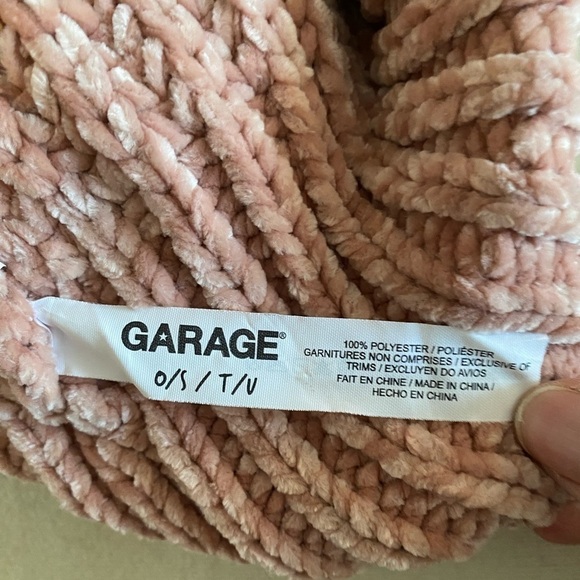 GARAGE®
O/S / T/U
100% POLYESTER / POLIÉSTER
GARNITURES NON COMPRISES / EXCLUSIVE OF
TRIMS / EXCLUYEN DO AVIOS
FAIT EN CHINE / MADE IN CHINA /
HECHO EN CHINA